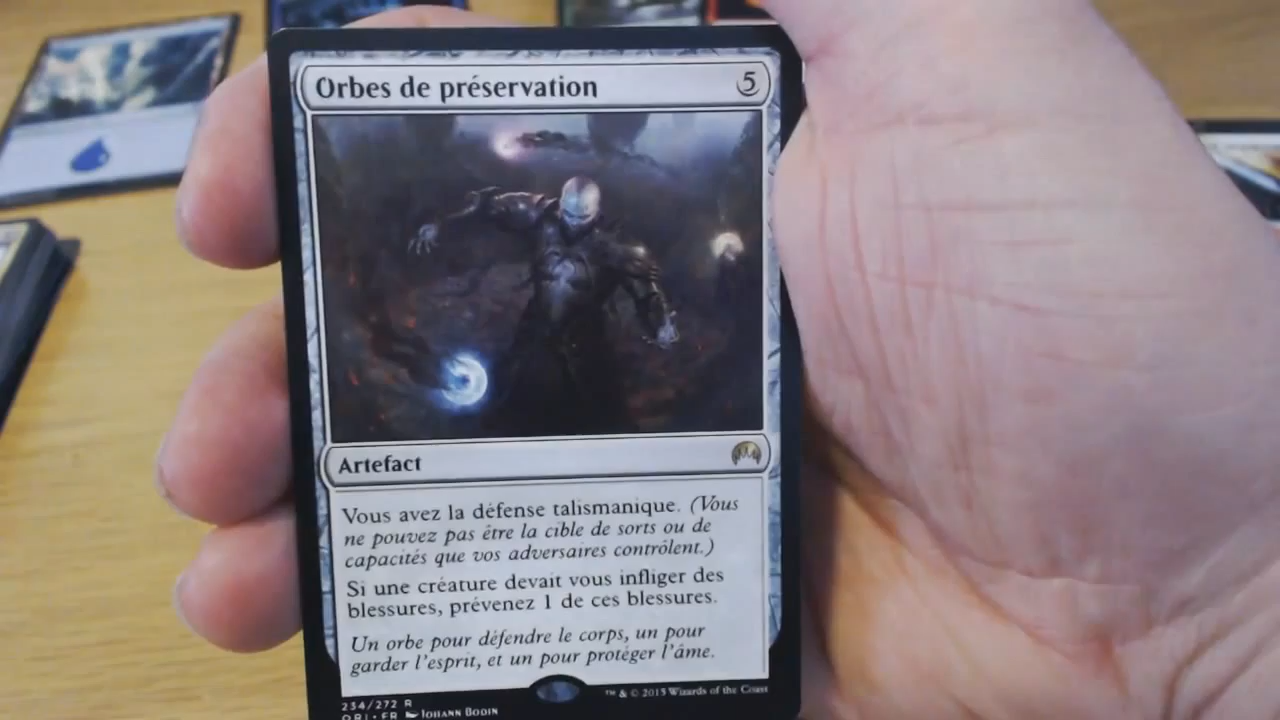 Orbes de préservation 5
Artefact
Vous avez la défense talismanique. (Vous
ne pouvez pas être la cible de sorts ou de
capacités que vos adversaires contrôlent.)
Si une créature devait vous infliger des
blessures, prévenez 1 de ces blessures.
Un orbe pour défendre le corps, un pour
garder l'esprit, et un pour protéger l'âme.
234/272 R
™ & © 2015 Wizards of the Coast
ORI • FR Johann Bodin